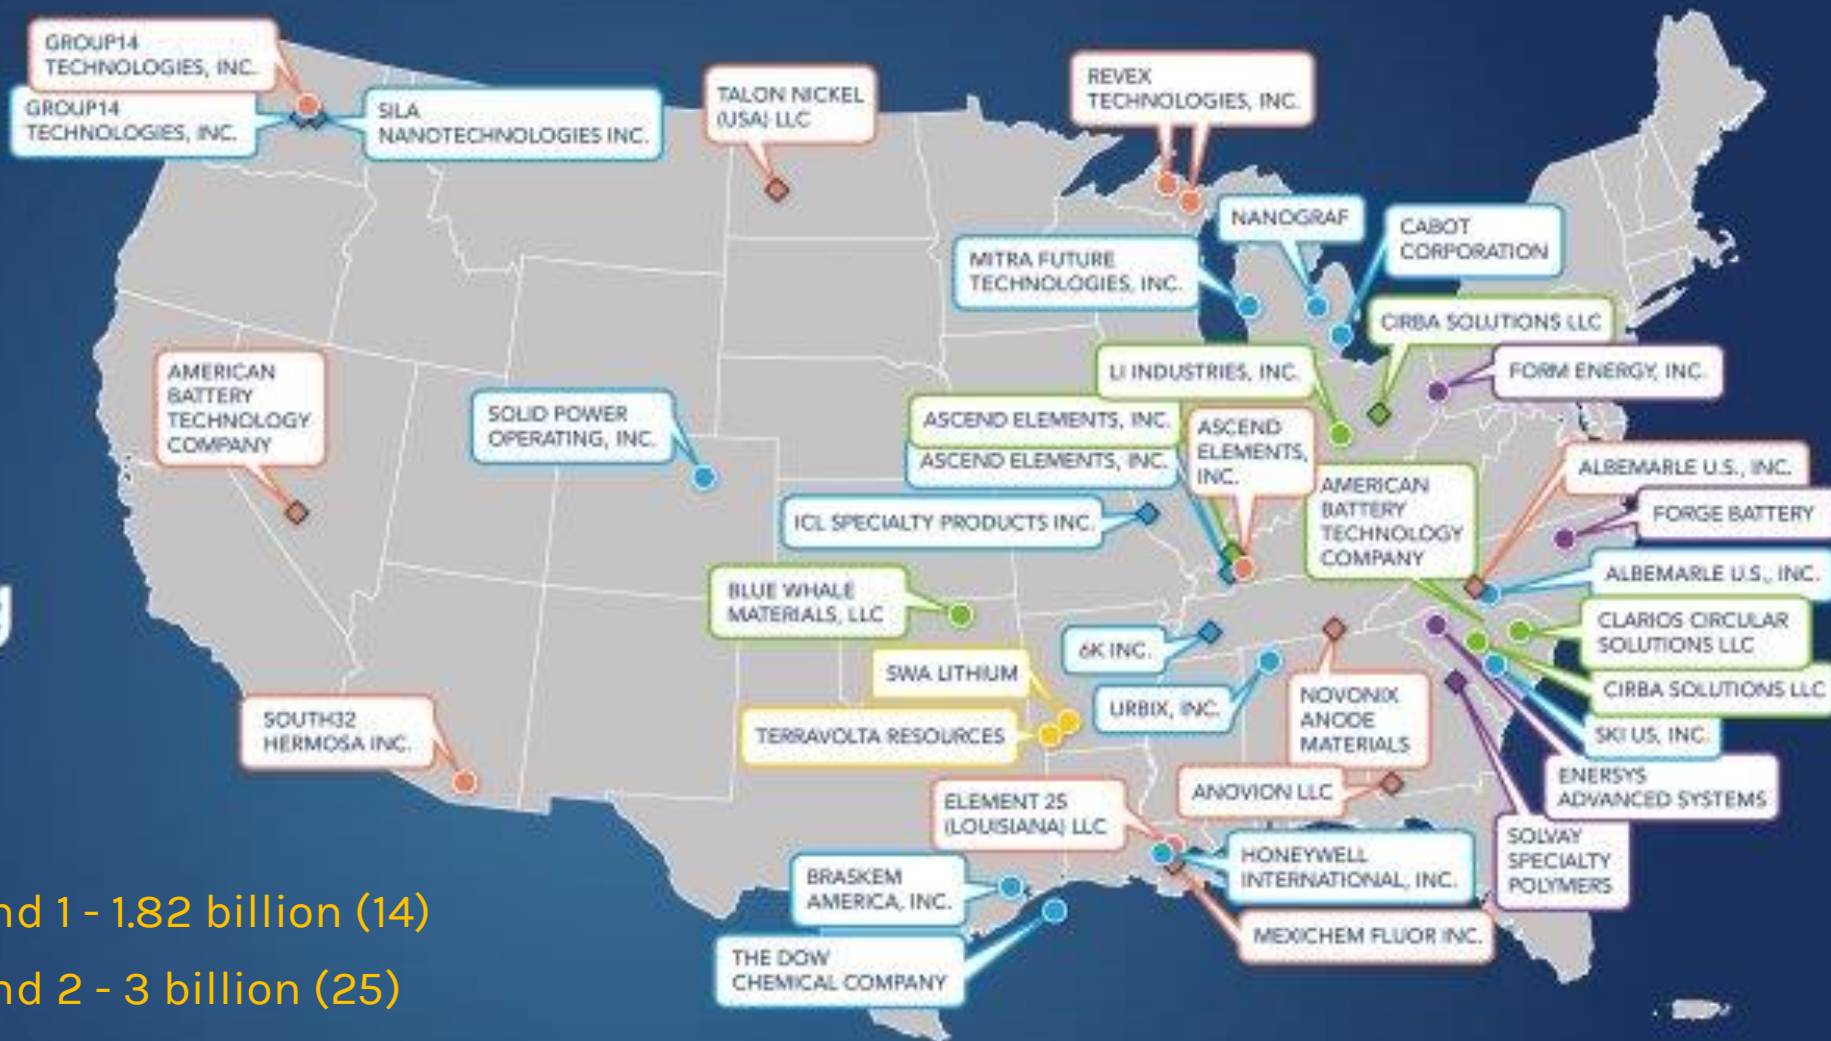 GROUP14
TECHNOLOGIES, INC.
GROUP14
TECHNOLOGIES, INC.
SILA
NANOTECHNOLOGIES INC.
TALON NICKEL
(USA) LLC
REVEX
TECHNOLOGIES, INC.
NANOGRAF
CABOT
CORPORATION
MITRA FUTURE
TECHNOLOGIES, INC.
CIRBA SOLUTIONS LLC
LI INDUSTRIES, INC.
FORM ENERGY, INC.
AMERICAN
BATTERY
TECHNOLOGY
COMPANY
SOLID POWER
OPERATING, INC.
ASCEND ELEMENTS, INC.
ASCEND ELEMENTS, INC.
ASCEND
ELEMENTS,
INC.
AMERICAN
BATTERY
TECHNOLOGY
COMPANY
ALBEMARLE U.S., INC.
FORGE BATTERY
ICL SPECIALTY PRODUCTS INC.
ALBEMARLE U.S., INC.
BLUE WHALE
MATERIALS, LLC
CLARIOS CIRCULAR
SOLUTIONS LLC
6K INC.
SWA LITHIUM
CIRBA SOLUTIONS LLC
URBIX, INC.
NOVONIX
ANODE
MATERIALS
SOUTH32
HERMOSA INC.
TERRAVOLTA RESOURCES
SKI US, INC.
ENERSYS
ADVANCED SYSTEMS
ANOVION LLC
ELEMENT 25
(LOUISIANA) LLC
SOLVAY
SPECIALTY
POLYMERS
HONEYWELL
INTERNATIONAL, INC.
BRASKEM
AMERICA, INC.
MEXICHEM FLUOR INC.
THE DOW
CHEMICAL COMPANY
g
nd 1 - 1.82 billion (14)
nd 2 - 3 billion (25)